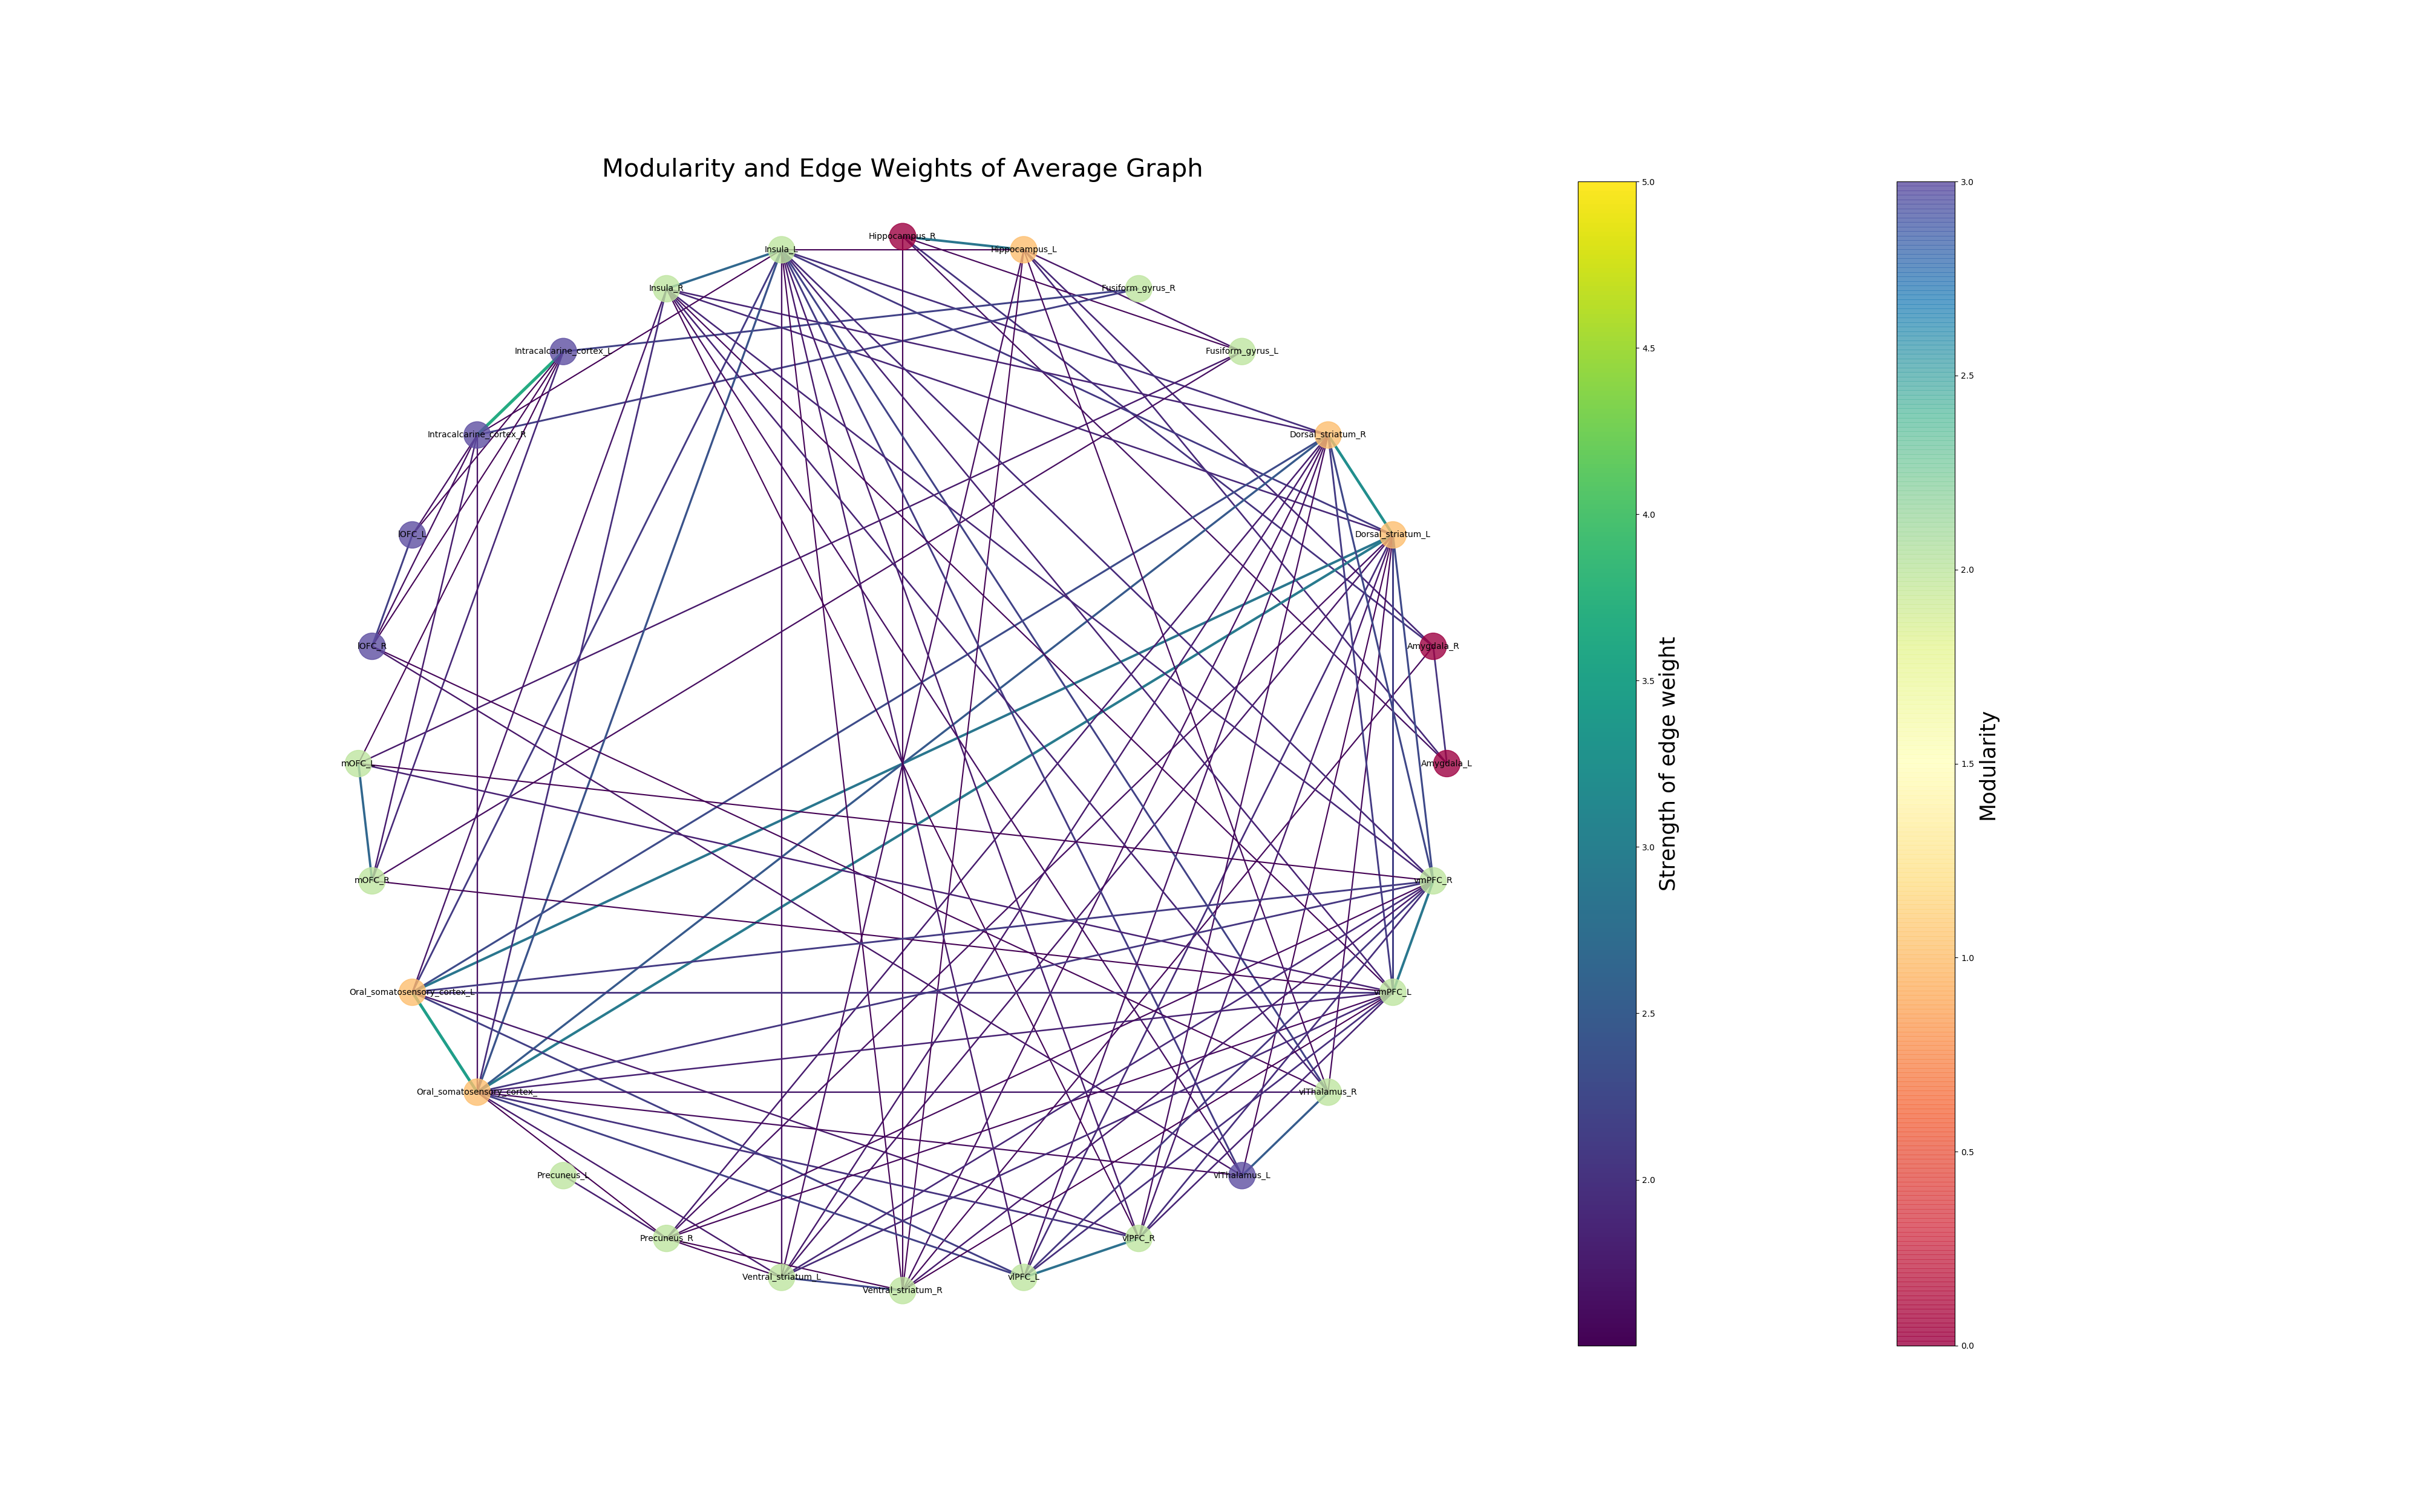 Modularity and Edge Weights of Average Graph
Hippocampus_R
Insula_L
Hippocampus_L
Insula_R
Fusiform_gyrus_R
Intracalcarine_cortex_L
Fusiform_gyrus_L
Intracalcarine_cortex_R
Dorsal_striatum_R
lOFC_L
Dorsal_striatum_L
lOFC_R
Amygdala_R
mOFC_L
Amygdala_L
mOFC_R
vmPFC_R
Oral_somatosensory_cortex_L
vmPFC_L
Oral_somatosensory_cortex_
vlThalamus_R
Precuneus_L
vlThalamus_L
Precuneus_R
vlPFC_R
Ventral_striatum_L
vlPFC_L
Ventral_striatum_R
5.0
4.5
4.0
3.5
3.0
2.5
2.0
Strength of edge weight
3.0
2.5
2.0
1.5
1.0
0.5
0.0
Modularity